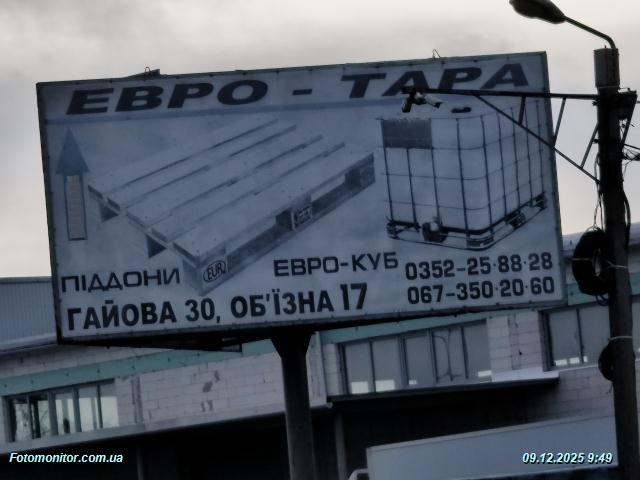 ЕВРО - ТАРА
EUR
ПІДДОНИ
ЕВРО-КУБ
0352-25-88-28
067-350-20-60
ГАЙОВА 30, ОБ'ЇЗНА 17
Fotomonitor.com.ua
09.12.2025 9:49